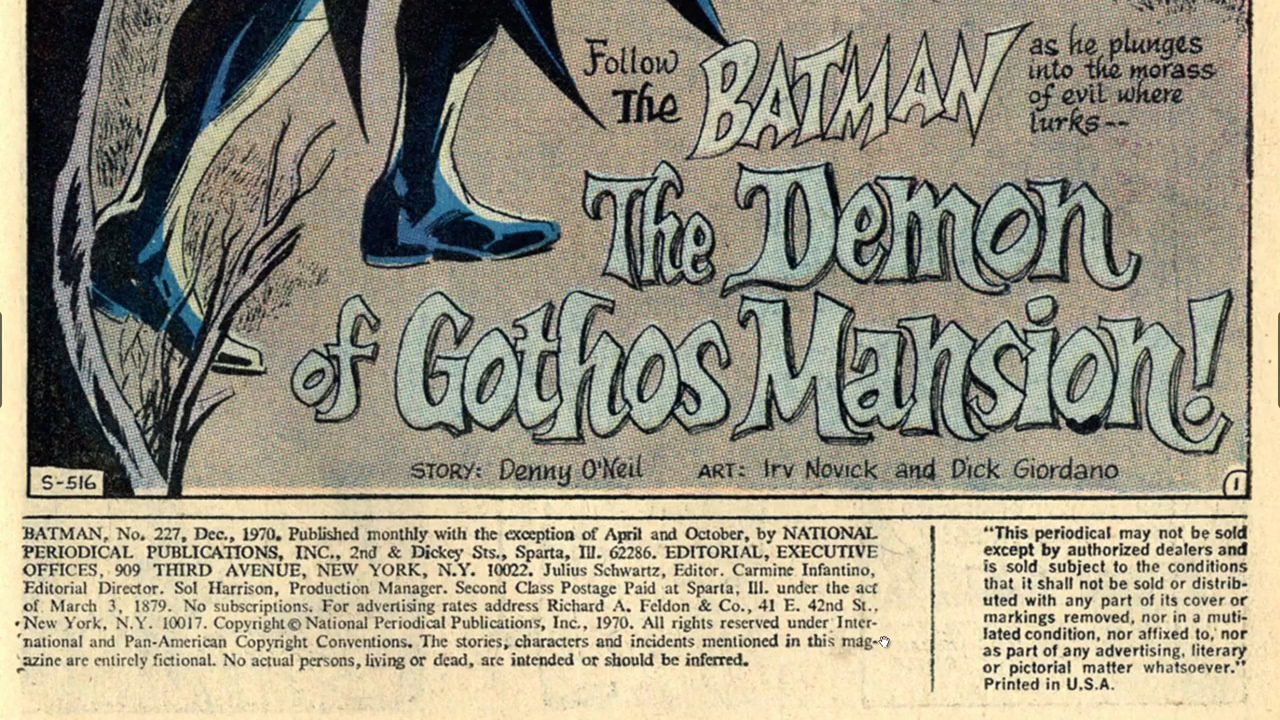 Follow
The BATMAN
as he plunges
into the morass
of evil where
lurks--
The Demon
of Gothos Mansion!
STORY: Denny O'Neil ART: Irv Novick and Dick Giordano
S-516
1
BATMAN, No. 227, Dec., 1970. Published monthly with the exception of April and October, by NATIONAL
PERIODICAL PUBLICATIONS, INC., 2nd & Dickey Sts., Sparta, Ill. 62286. EDITORIAL, EXECUTIVE
OFFICES, 909 THIRD AVENUE, NEW YORK, N.Y. 10022. Julius Schwartz, Editor. Carmine Infantino,
Editorial Director. Sol Harrison, Production Manager. Second Class Postage Paid at Sparta, Ill. under the act
of March 3, 1879. No subscriptions. For advertising rates address Richard A. Feldon & Co., 41 E. 42nd St.,
New York, N.Y. 10017. Copyright © National Periodical Publications, Inc., 1970. All rights reserved under Inter-
national and Pan-American Copyright Conventions. The stories, characters and incidents mentioned in this mag-
azine are entirely fictional. No actual persons, living or dead, are intended or should be inferred.
"This periodical may not be sold
except by authorized dealers and
is sold subject to the conditions
that it shall not be sold or distrib-
uted with any part of its cover or
markings removed, nor in a muti-
lated condition, nor affixed to, nor
as part of any advertising, literary
or pictorial matter whatsoever."
Printed in U.S.A.